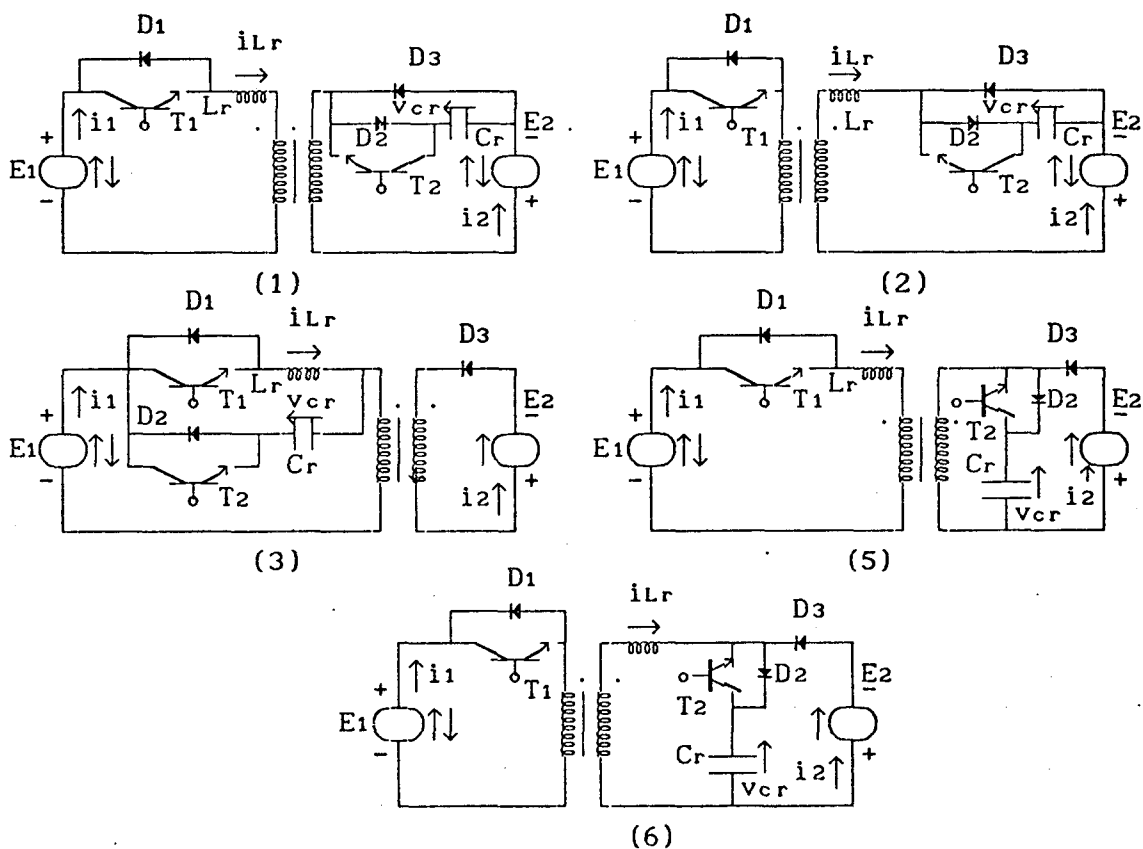 D1
iLr
D3
Lr
T1
vcr
D2
Cr
T2
E2
E1
i1
i2
+
-
-
+
(1)
D1
iLr
D3
T1
Lr
vcr
D2
Cr
T2
E2
E1
i1
i2
+
-
-
+
(2)
D1
iLr
D3
T1
Lr
vcr
D2
Cr
T2
E2
E1
i1
i2
+
-
-
+
(3)
D1
iLr
D3
T1
Lr
T2
D2
Cr
vcr
E2
E1
i1
i2
+
-
-
+
(5)
D1
iLr
D3
T1
T2
D2
Cr
vcr
E2
E1
i1
i2
+
-
-
+
(6)